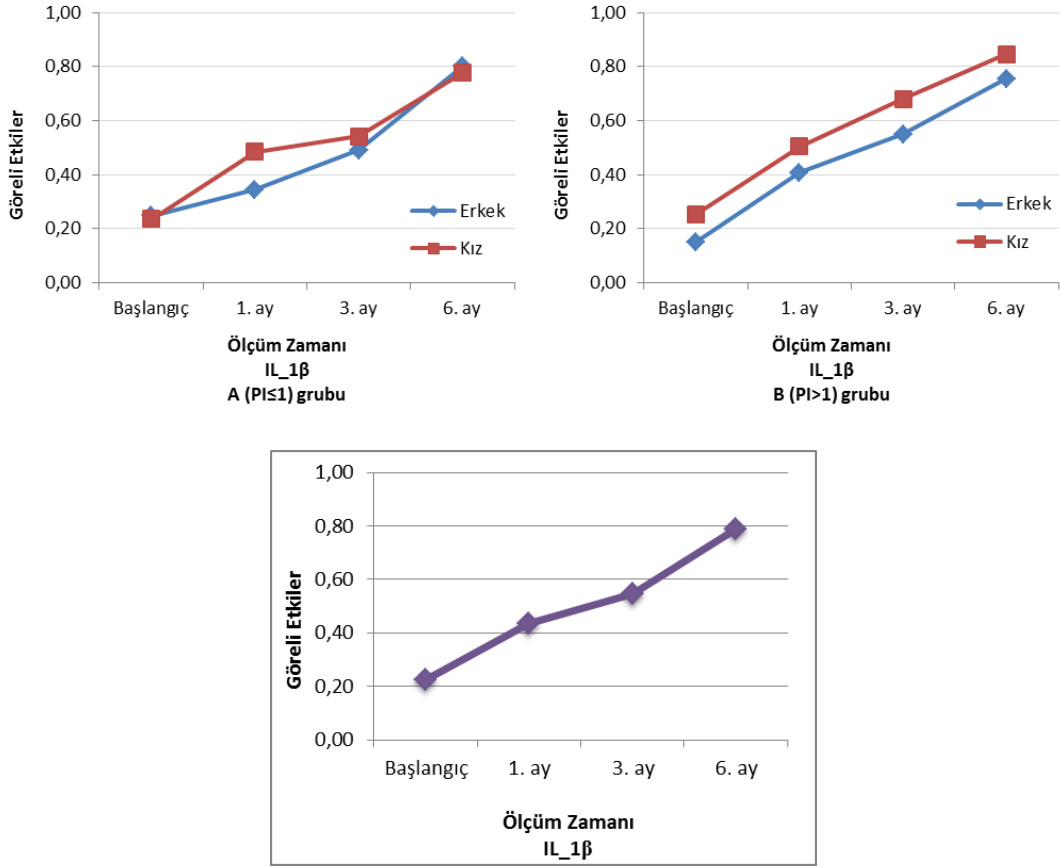 1,00
0,80
0,60
0,40
0,20
0,00
Göreli Etkiler
Erkek
Kız
Başlangıç 1. ay 3. ay 6. ay
Ölçüm Zamanı
IL_1β
A (PI≤1) grubu
1,00
0,80
0,60
0,40
0,20
0,00
Göreli Etkiler
Erkek
Kız
Başlangıç 1. ay 3. ay 6. ay
Ölçüm Zamanı
IL_1β
B (PI>1) grubu
1,00
0,80
0,60
0,40
0,20
0,00
Göreli Etkiler
Başlangıç 1. ay 3. ay 6. ay
Ölçüm Zamanı
IL_1β